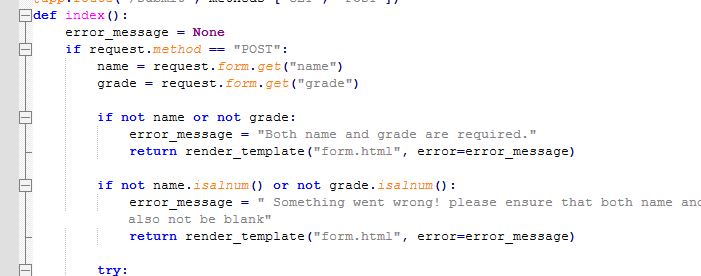 def index():
error_message = None
if request.method == "POST":
name = request.form.get("name")
grade = request.form.get("grade")
if not name or not grade:
error_message = "Both name and grade are required."
return render_template("form.html", error=error_message)
if not name.isalnum() or not grade.isalnum():
error_message = " Something went wrong! please ensure that both name and
also not be blank"
return render_template("form.html", error=error_message)
try: